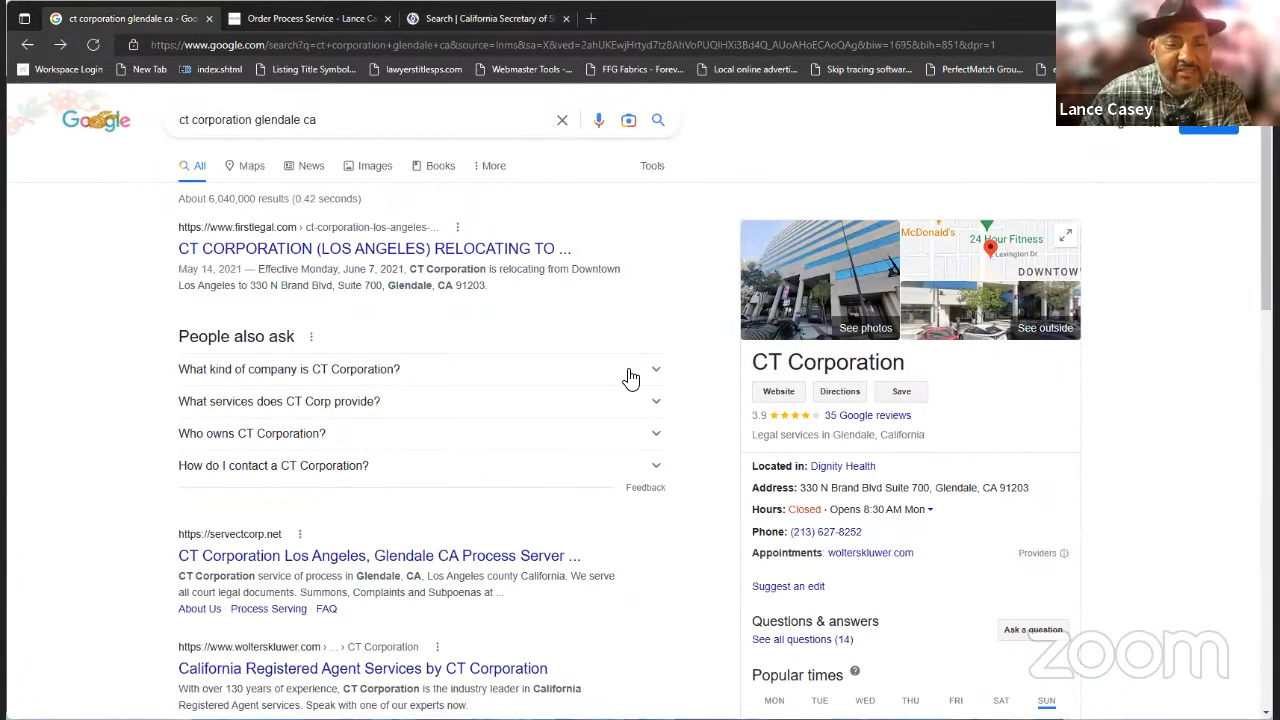 ct corporation glendale ca - Goo
Order Process Service - Lance Ca
Search | California Secretary of St
https://www.google.com/search?q=ct+corporation+glendale+ca&source=lnms&sa=X&ved=2ahUKEwjHrtyd7tz8AhVoPUQIHXi3Bd4Q_AUoAHoECAoQAg&biw=1695&bih=851&dpr=1
Workspace Login
New Tab
index.shtml
Listing Title Symbol...
lawyerstitleps.com
Webmaster Tools -...
FFG Fabrics - Forev...
Local online adverti...
Skip tracing softwar...
PerfectMatch Grou...
Lance Casey
Google
ct corporation glendale ca
All
Maps
News
Images
Books
More
Tools
About 6,040,000 results (0.42 seconds)
https://www.firstlegal.com › ct-corporation-los-angeles-...
CT CORPORATION (LOS ANGELES) RELOCATING TO ...
May 14, 2021 — Effective Monday, June 7, 2021, CT Corporation is relocating from Downtown
Los Angeles to 330 N Brand Blvd, Suite 700, Glendale, CA 91203.
People also ask
What kind of company is CT Corporation?
What services does CT Corp provide?
Who owns CT Corporation?
How do I contact a CT Corporation?
Feedback
https://servectcorp.net
CT Corporation Los Angeles, Glendale CA Process Server ...
CT Corporation service of process in Glendale, CA, Los Angeles county California. We serve
all court legal documents. Summons, Complaints and Subpoenas at ...
About Us · Process Serving · FAQ
https://www.wolterskluwer.com › ... › CT Corporation
California Registered Agent Services by CT Corporation
With over 130 years of experience, CT Corporation is the industry leader in California
Registered Agent services. Speak with one of our experts now.
McDonald's
24 Hour Fitness
Lexington Dr
DOWNTOW
See photos
See outside
CT Corporation
Website
Directions
Save
3.9
35 Google reviews
Legal services in Glendale, California
Located in: Dignity Health
Address: 330 N Brand Blvd Suite 700, Glendale, CA 91203
Hours: Closed · Opens 8:30 AM Mon
Phone: (213) 627-8252
Appointments: wolterskluwer.com
Providers
Suggest an edit
Questions & answers
See all questions (14)
Ask a question
Popular times
MON
TUE
WED
THU
FRI
SAT
SUN
zoom